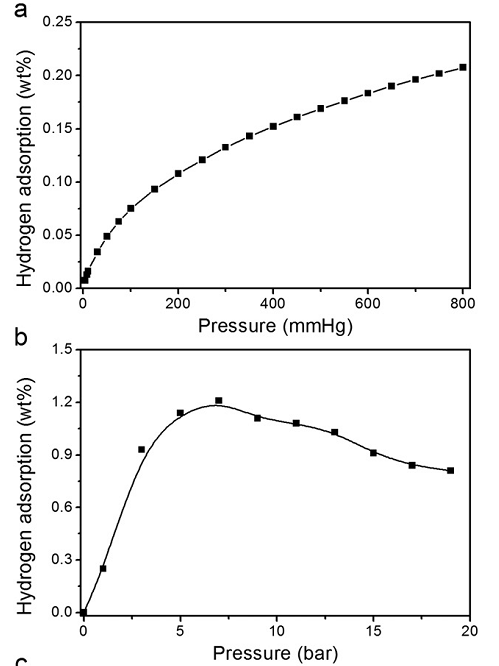 a
Hydrogen adsorption (wt%)
0.25
0.20
0.15
0.10
0.05
0.00
0 200 400 600 800
Pressure (mmHg)
b
Hydrogen adsorption (wt%)
1.5
1.2
0.9
0.6
0.3
0.0
0 5 10 15 20
Pressure (bar)
c